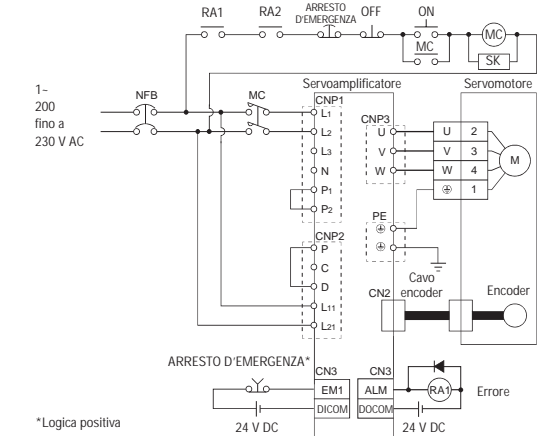 RA1 RA2 ARRESTO D'EMERGENZA OFF ON
MC
MC
SK
1~
200
fino a
230 V AC
NFB
MC
Servoamplificatore
Servomotore
CNP1
L1
L2
L3
N
P1
P2
CNP3
U
V
W
U 2
V 3
W 4
1
M
PE
CNP2
P
C
D
L11
L21
Cavo
encoder
CN2
Encoder
ARRESTO D'EMERGENZA*
CN3
EM1
DICOM
24 V DC
CN3
ALM
DOCOM
24 V DC
RA1
Errore
*Logica positiva